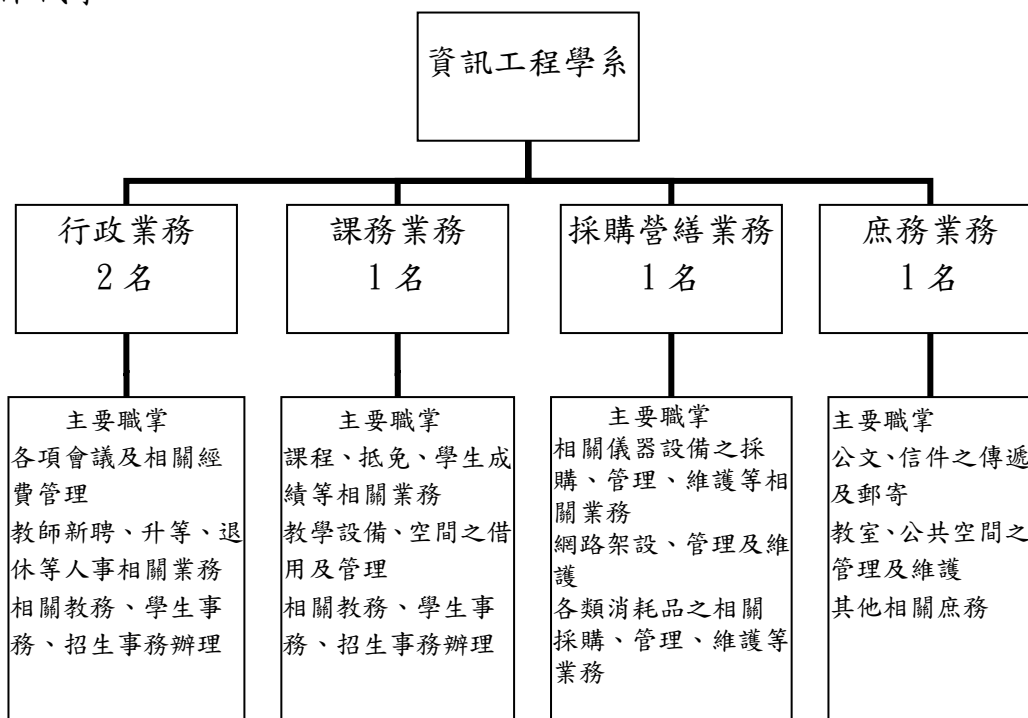 資訊工程學系
行政業務
2 名
課務業務
1 名
採購營繕業務
1 名
庶務業務
1 名
主要職掌
各項會議及相關經
費管理
教師新聘、升等、退
休等人事相關業務
相關教務、學生事
務、招生事務辦理
主要職掌
課程、抵免、學生成
績等相關業務
教學設備、空間之借
用及管理
相關教務、學生事
務、招生事務辦理
主要職掌
相關儀器設備之採
購、管理、維護等相
關業務
網路架設、管理及維
護
各類消耗品之相關
採購、管理、維護等
業務
主要職掌
公文、信件之傳遞
及郵寄
教室、公共空間之
管理及維護
其他相關庶務